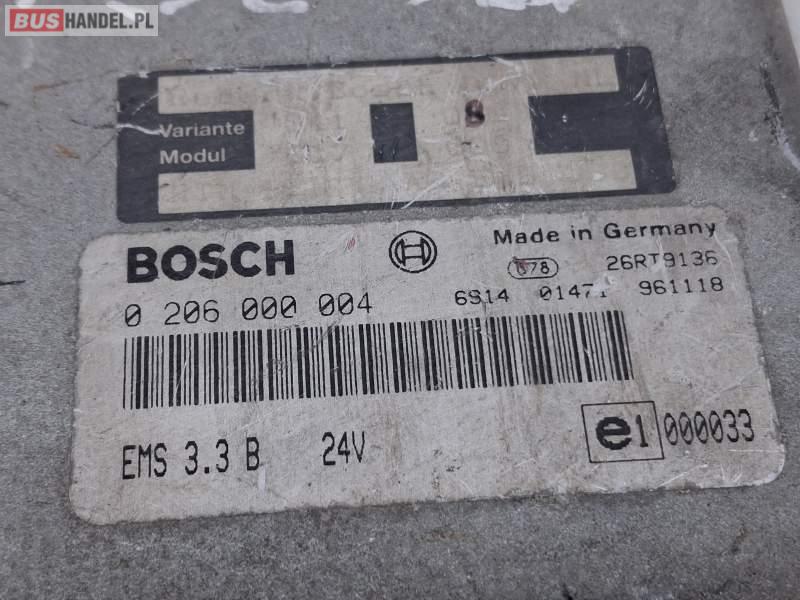 BUSHANDEL.PL
Variante
Modul
BOSCH
Made in Germany
678 26RT9136
0 206 000 004
6S14 01471 961118
EMS 3.3 B 24V
e1 000033